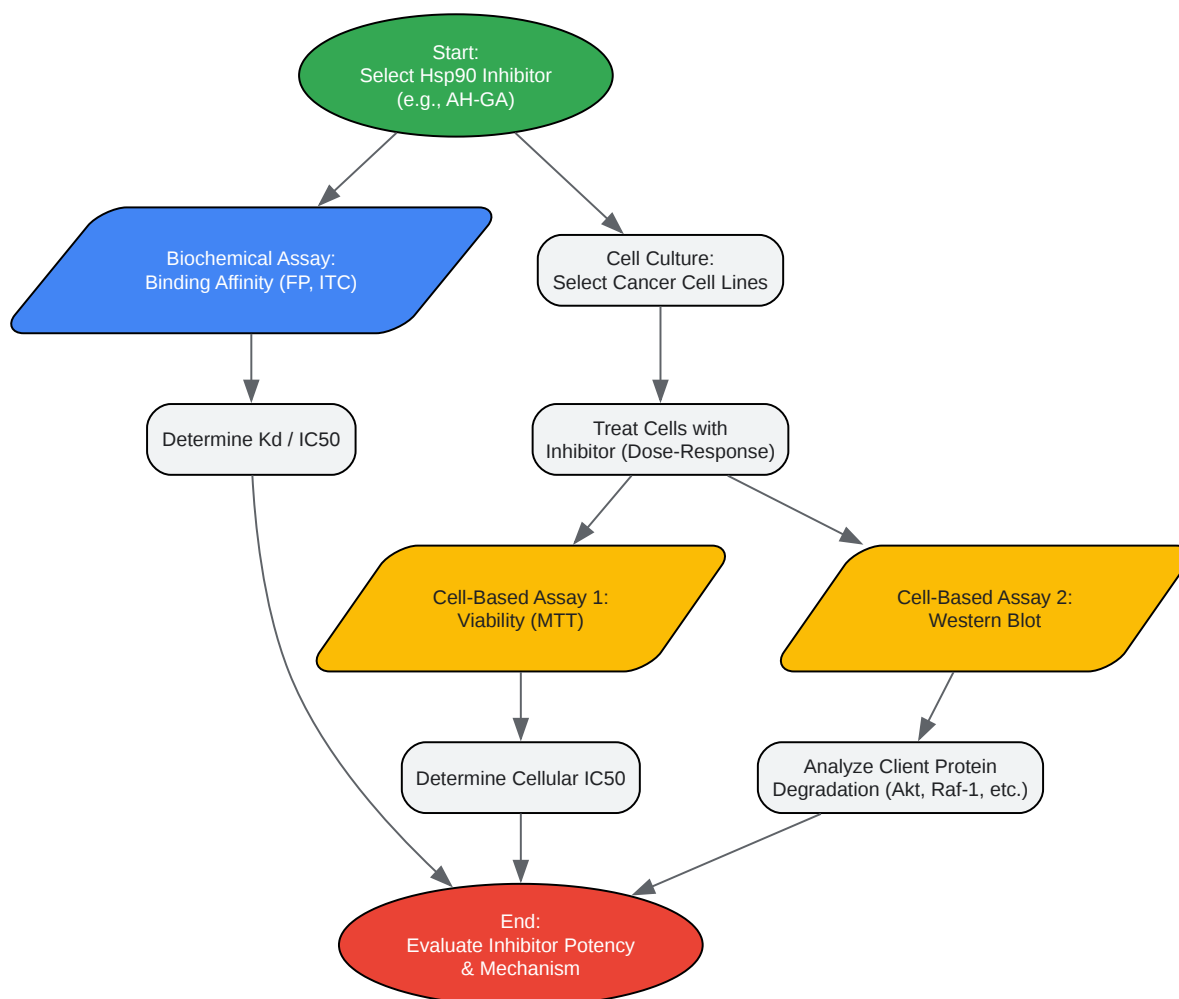 Start:
Select Hsp90 Inhibitor
(e.g., AH-GA)
Biochemical Assay:
Binding Affinity (FP, ITC)
Cell Culture:
Select Cancer Cell Lines
Determine Kd / IC50
Treat Cells with
Inhibitor (Dose-Response)
Cell-Based Assay 1:
Viability (MTT)
Cell-Based Assay 2:
Western Blot
Determine Cellular IC50
Analyze Client Protein
Degradation (Akt, Raf-1, etc.)
End:
Evaluate Inhibitor Potency
& Mechanism